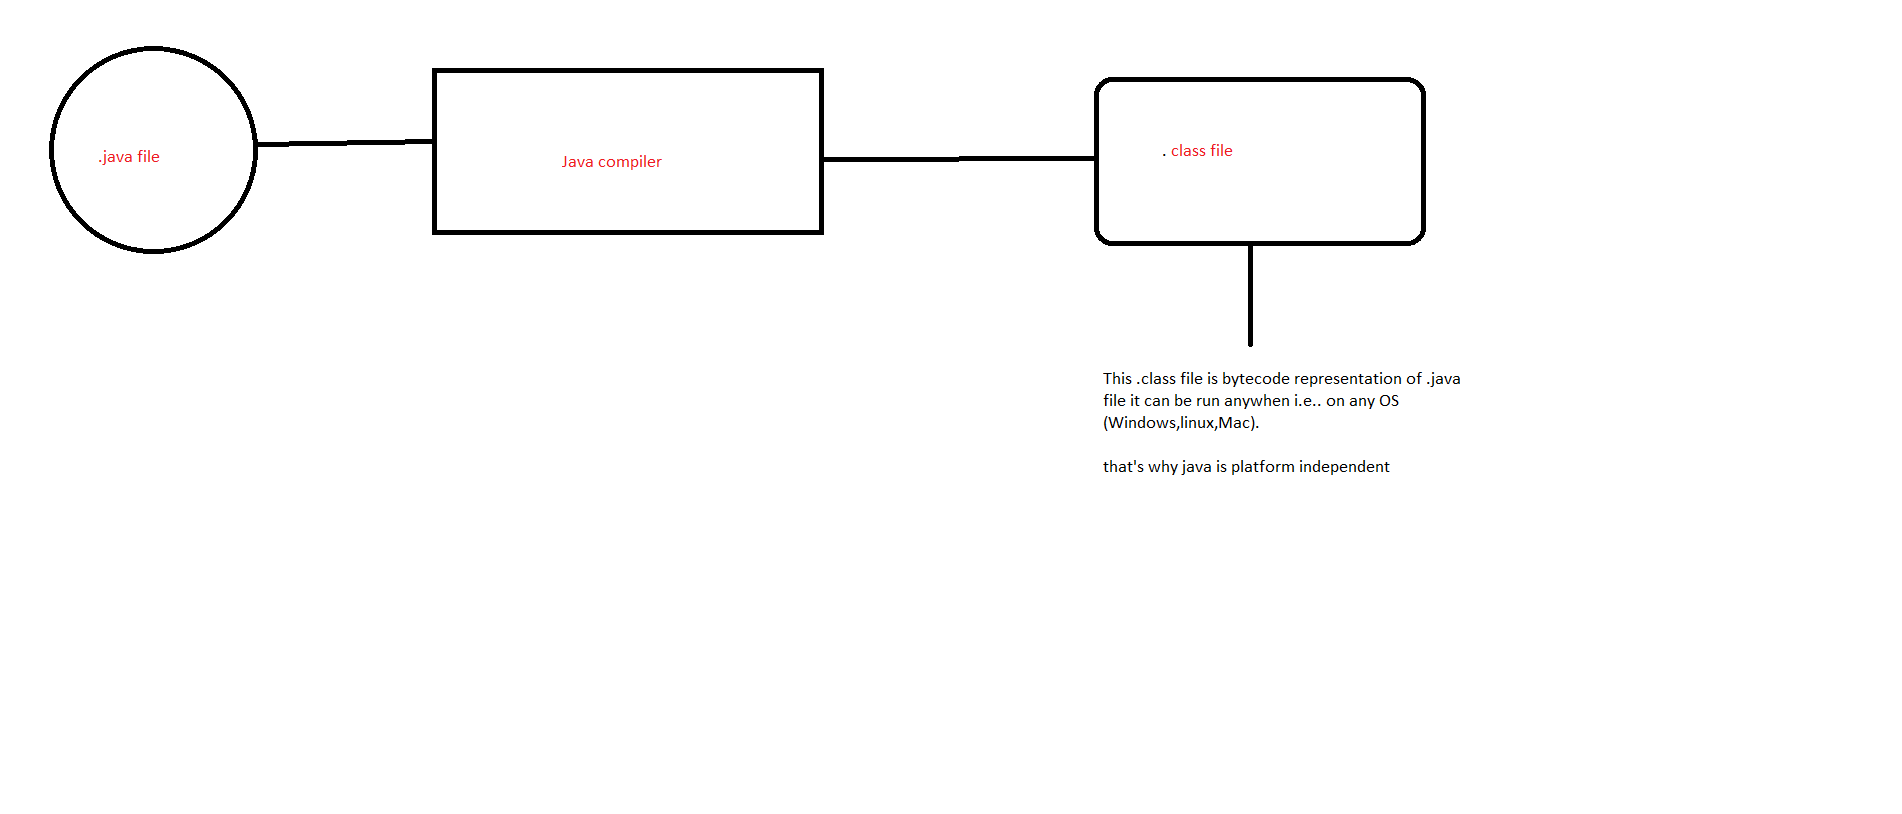 .java file
Java compiler
. class file
This .class file is bytecode representation of .java
file it can be run anywhen i.e.. on any OS
(Windows,linux,Mac).
that's why java is platform independent